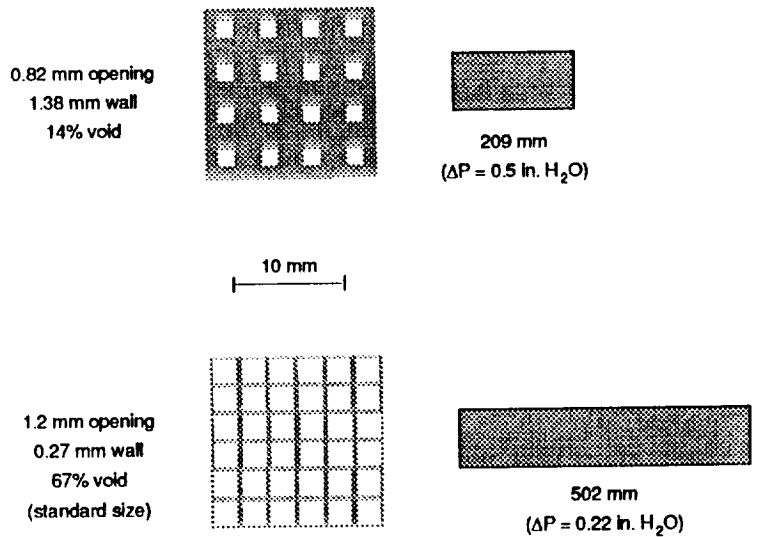 0.82 mm opening
1.38 mm wall
14% void
209 mm
(ΔP = 0.5 in. H₂O)
10 mm
1.2 mm opening
0.27 mm wall
67% void
(standard size)
502 mm
(ΔP = 0.22 in. H₂O)